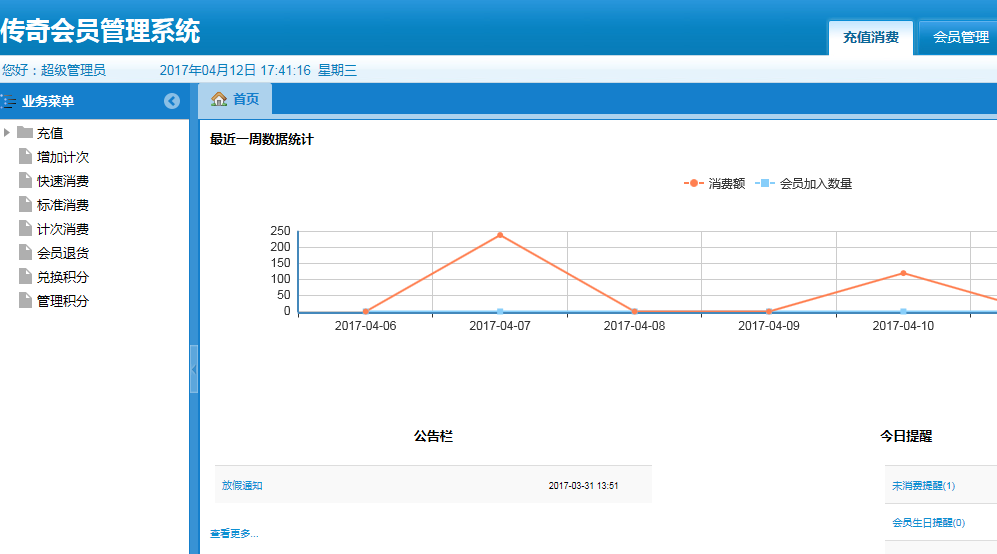 传奇会员管理系统
充值消费 会员管理
您好：超级管理员 2017年04月12日 17:41:16 星期三
业务菜单
首页
充值
增加计次
快速消费
标准消费
计次消费
会员退货
兑换积分
管理积分
最近一周数据统计
消费额 会员加入数量
250
200
150
100
50
0
2017-04-06 2017-04-07 2017-04-08 2017-04-09 2017-04-10
公告栏
放假通知 2017-03-31 13:51
查看更多...
今日提醒
未消费提醒(1)
会员生日提醒(0)